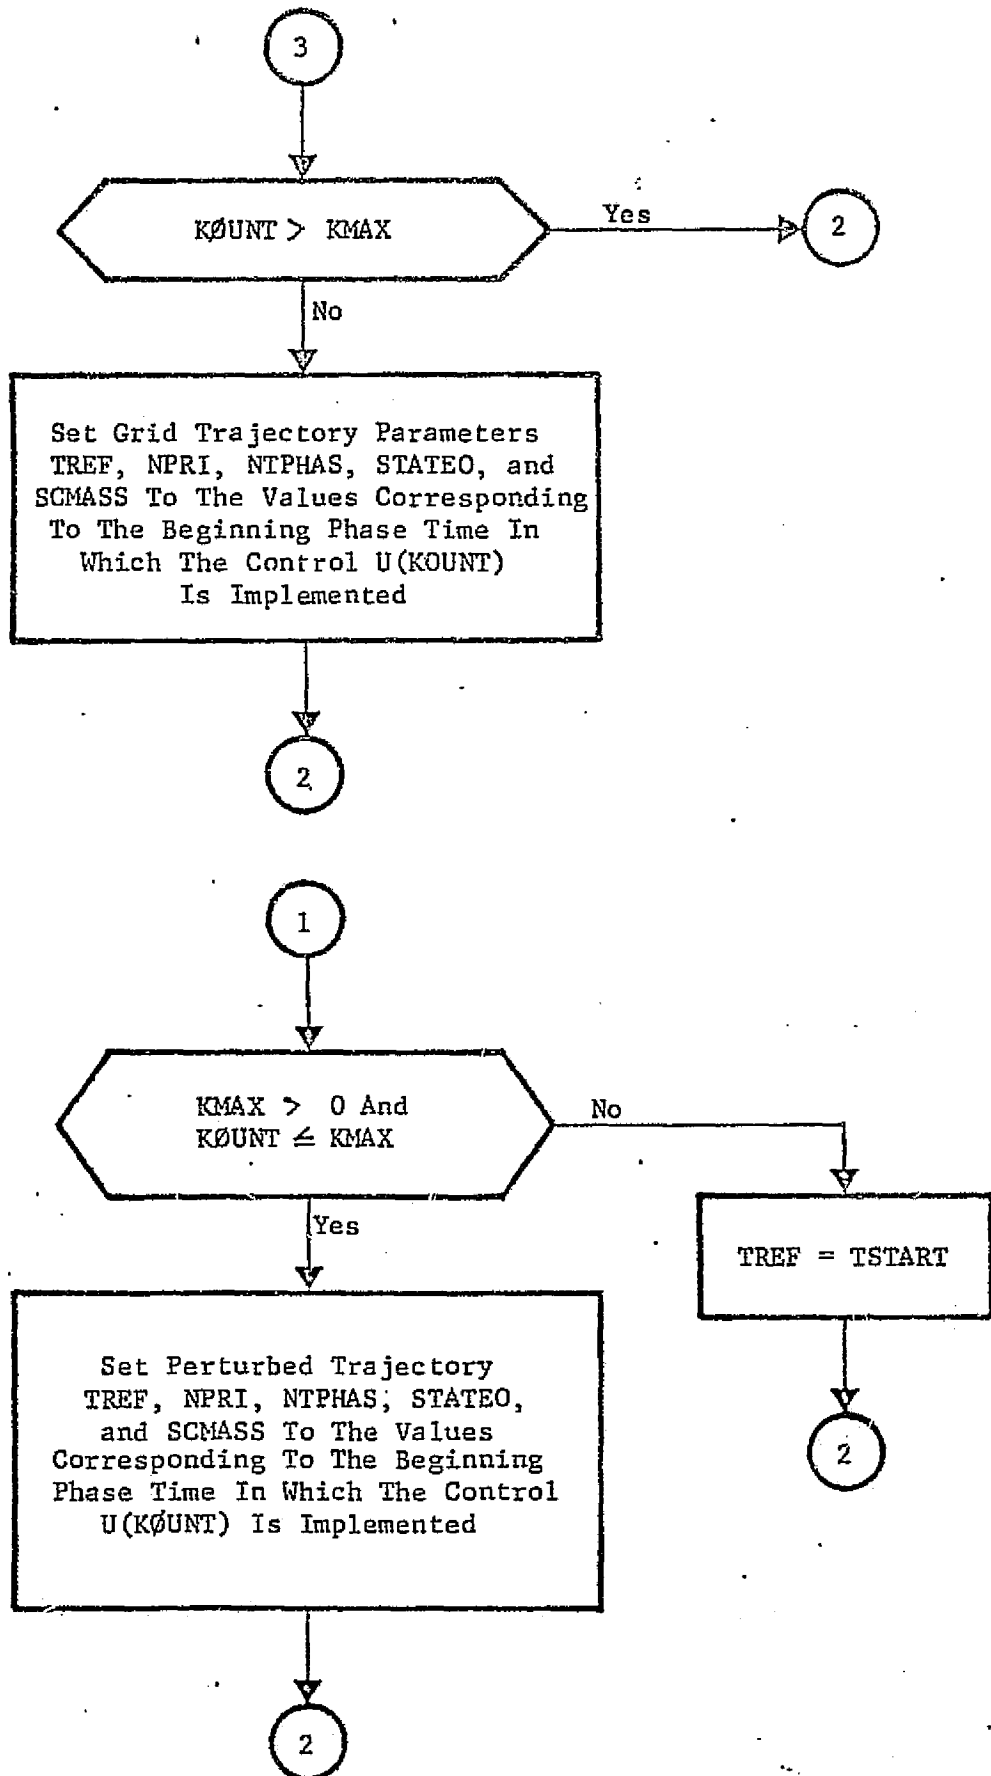 3
KØUNT > KMAX
Yes
2
No
Set Grid Trajectory Parameters
TREF, NPRI, NTPHAS, STATEO, and
SCMASS To The Values Corresponding
To The Beginning Phase Time In
Which The Control U(KOUNT)
Is Implemented
2
1
KMAX > 0 And
KØUNT ≤ KMAX
No
Yes
TREF = TSTART
Set Perturbed Trajectory
TREF, NPRI, NTPHAS, STATEO,
and SCMASS To The Values
Corresponding To The Beginning
Phase Time In Which The Control
U(KØUNT) Is Implemented
2
2